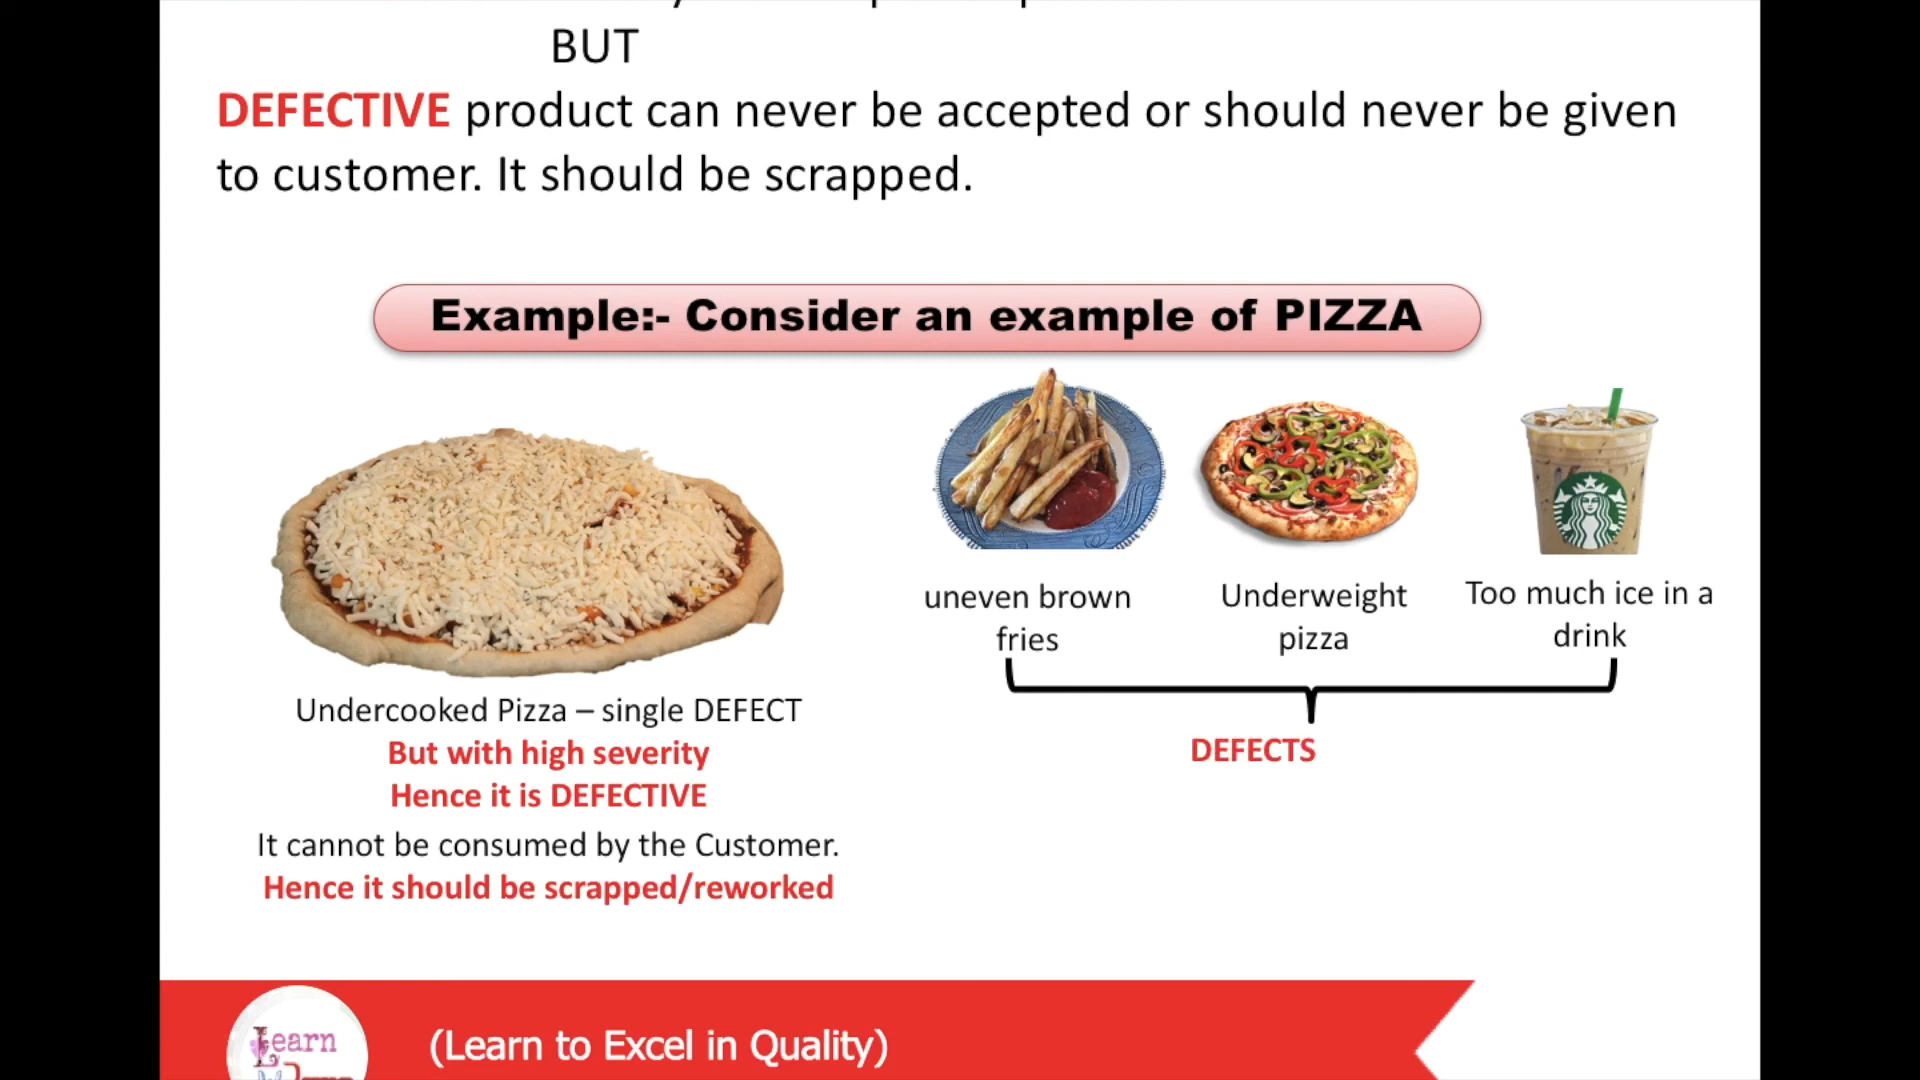 BUT
DEFECTIVE product can never be accepted or should never be given
to customer. It should be scrapped.
Example:- Consider an example of PIZZA
uneven brown
fries
Underweight
pizza
Too much ice in a
drink
DEFECTS
Undercooked Pizza – single DEFECT
But with high severity
Hence it is DEFECTIVE
It cannot be consumed by the Customer.
Hence it should be scrapped/reworked
Learn
(Learn to Excel in Quality)